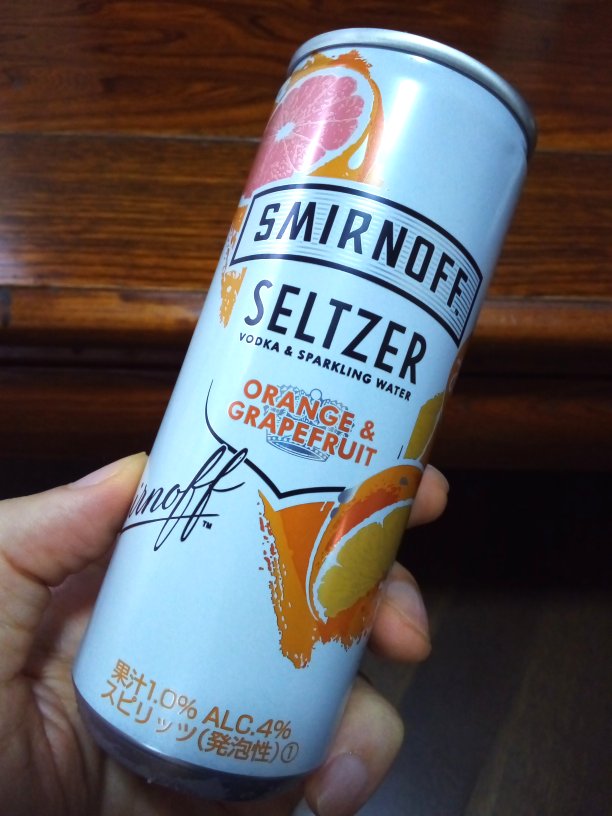 SMIRNOFF.
SELTZER
VODKA & SPARKLING WATER
ORANGE &
GRAPEFRUIT
TM
果汁1.0% ALC.4%
スピリッツ(発泡性)①